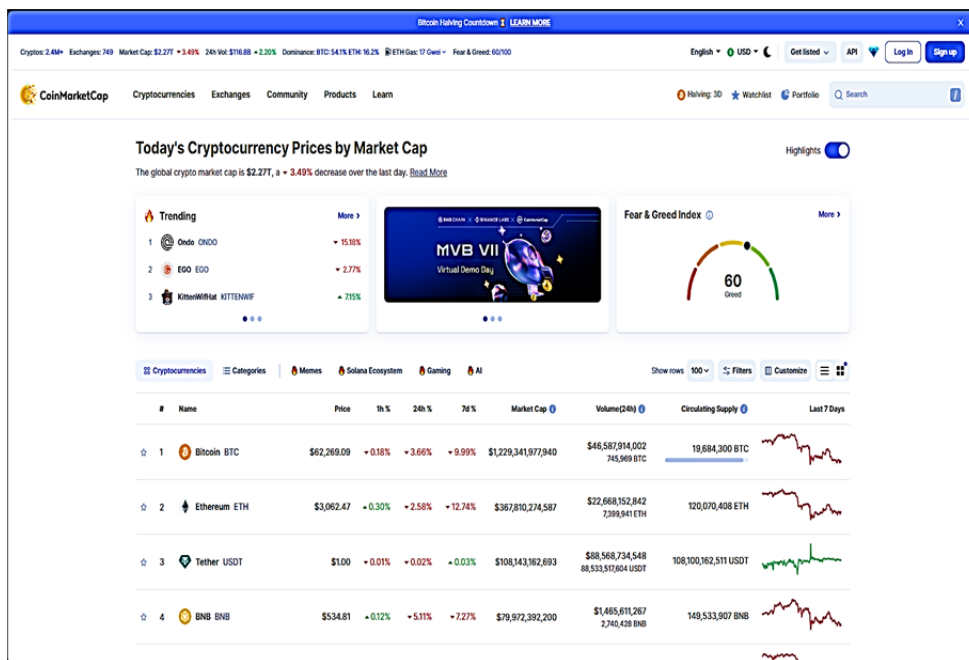 Bitcoin Halving Countdown ⏳ LEARN MORE
Cryptos: 2.4M+ Exchanges: 749 Market Cap: $2.27T ▾ 3.49% 24h Vol: $116.8B ▴ 2.20% Dominance: BTC: 54.1% ETH: 16.2% ETH Gas: 17 Gwei Fear & Greed: 60/100
English USD Get listed API Log In Sign up
CoinMarketCap Cryptocurrencies Exchanges Community Products Learn
Halving: 3D Watchlist Portfolio Search /
Today's Cryptocurrency Prices by Market Cap
Highlights
The global crypto market cap is $2.27T, a ▾ 3.49% decrease over the last day. Read More
Trending More >
1 Ondo ONDO ▾ 15.18%
2 EGO EGO ▾ 2.77%
3 KittenWifHat KITTENWIF ▴ 7.15%
BNB CHAIN X BINANCE LABS X CoinMarketCap
MVB VII
Virtual Demo Day
Fear & Greed Index More >
60
Greed
Cryptocurrencies Categories Memes Solana Ecosystem Gaming AI
Show rows 100 Filters Customize
# Name Price 1h % 24h % 7d % Market Cap Volume(24h) Circulating Supply Last 7 Days
1 Bitcoin BTC $62,269.09 ▾ 0.18% ▾ 3.66% ▾ 9.99% $1,229,341,977,940 $46,587,914,002 19,684,300 BTC
745,969 BTC
2 Ethereum ETH $3,062.47 ▴ 0.30% ▾ 2.58% ▾ 12.74% $367,810,274,587 $22,668,152,842 120,070,408 ETH
7,399,941 ETH
3 Tether USDT $1.00 ▾ 0.01% ▾ 0.02% ▴ 0.03% $108,143,162,693 $88,568,734,548 108,100,162,511 USDT
88,533,517,604 USDT
4 BNB BNB $534.81 ▴ 0.12% ▾ 5.11% ▾ 7.27% $79,972,392,200 $1,465,611,267 149,533,907 BNB
2,740,428 BNB